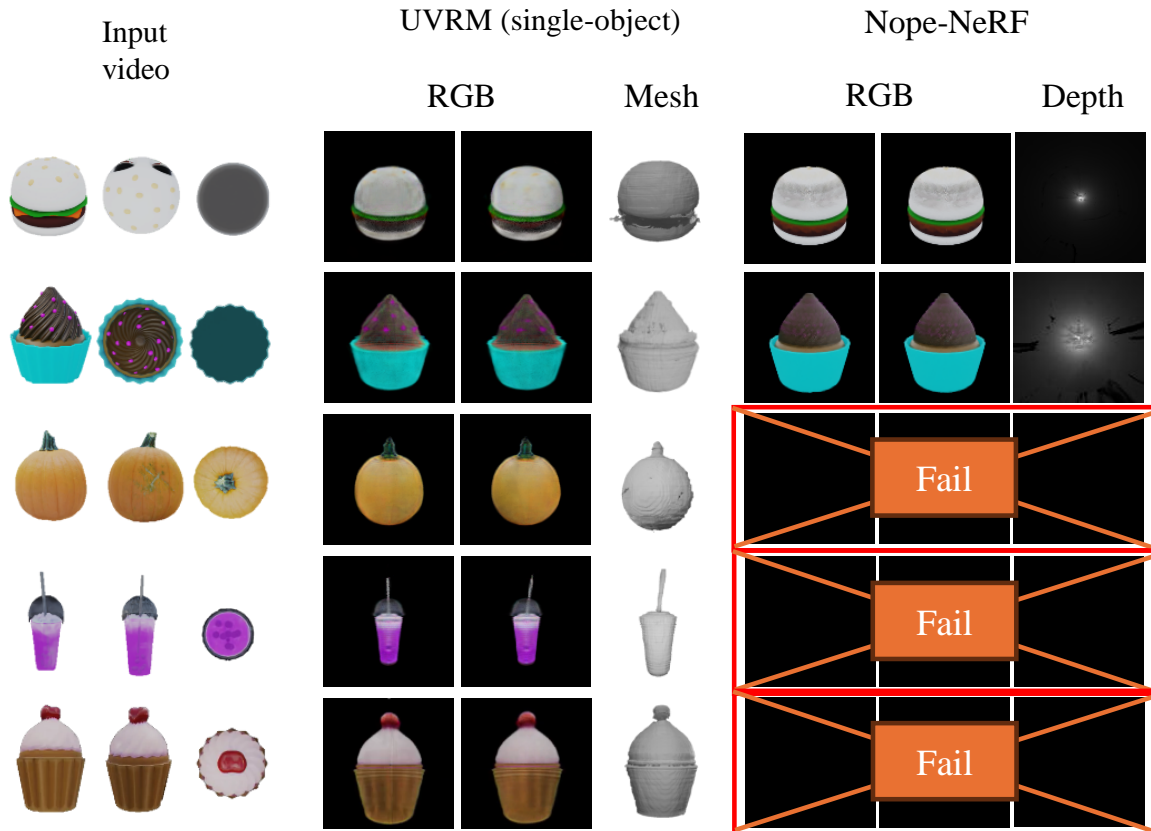 Input
video
UVRM (single-object)
Nope-NeRF
RGB
Mesh
RGB
Depth
Fail
Fail
Fail